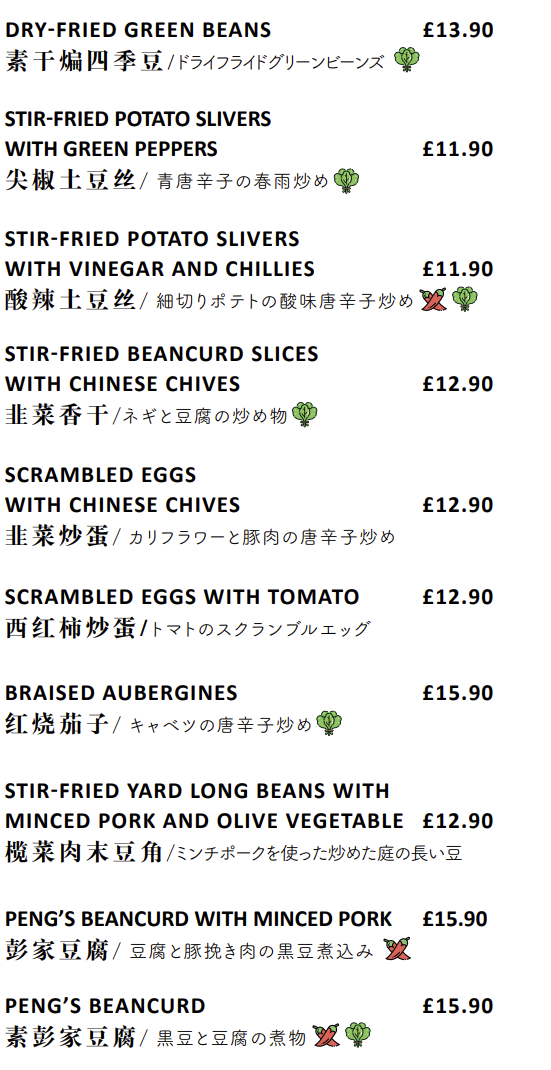 DRY-FRIED GREEN BEANS £13.90
素干煸四季豆/ドライフライドグリーンビーンズ
STIR-FRIED POTATO SLIVERS
WITH GREEN PEPPERS £11.90
尖椒土豆丝/ 青唐辛子の春雨炒め
STIR-FRIED POTATO SLIVERS
WITH VINEGAR AND CHILLIES £11.90
酸辣土豆丝/ 細切りポテトの酸味唐辛子炒め
STIR-FRIED BEANCURD SLICES
WITH CHINESE CHIVES £12.90
韭菜香干/ネギと豆腐の炒め物
SCRAMBLED EGGS
WITH CHINESE CHIVES £12.90
韭菜炒蛋/ カリフラワーと豚肉の唐辛子炒め
SCRAMBLED EGGS WITH TOMATO £12.90
西红柿炒蛋/トマトのスクランブルエッグ
BRAISED AUBERGINES £15.90
红烧茄子/ キャベツの唐辛子炒め
STIR-FRIED YARD LONG BEANS WITH
MINCED PORK AND OLIVE VEGETABLE £12.90
榄菜肉末豆角/ミンチポークを使った炒めた庭の長い豆
PENG'S BEANCURD WITH MINCED PORK £15.90
彭家豆腐/ 豆腐と豚挽き肉の黒豆煮込み
PENG'S BEANCURD £15.90
素彭家豆腐/ 黒豆と豆腐の煮物